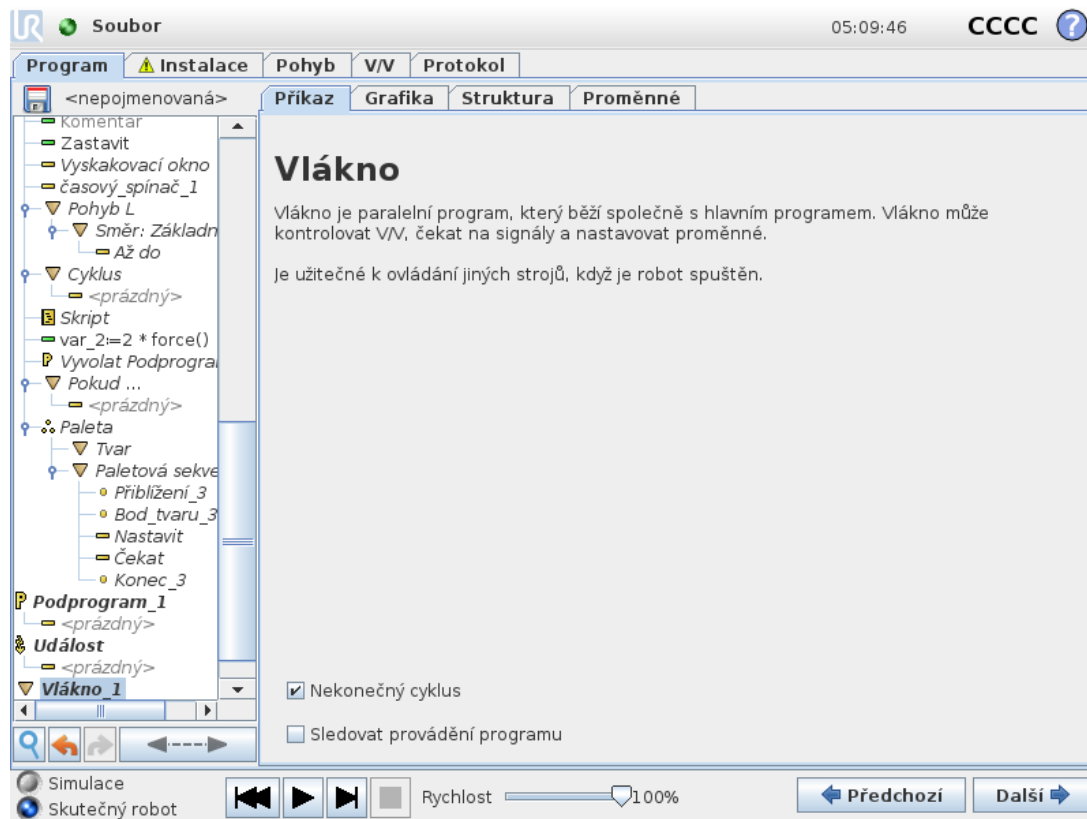 Soubor
05:09:46
CCCC
?
Program
Instalace
Pohyb
V/V
Protokol
<nepojmenovaná>
Příkaz
Grafika
Struktura
Proměnné
Komentář
Zastavit
Vyskakovací okno
časový_spínač_1
Pohyb L
Směr: Základn
Až do
Cyklus
<prázdný>
Skript
var_2:=2 * force()
Vyvolat Podprogra
Pokud ...
<prázdný>
Paleta
Tvar
Paletová sekve
Přiblížení_3
Bod_tvaru_3
Nastavit
Čekat
Konec_3
Podprogram_1
<prázdný>
Událost
<prázdný>
Vlákno_1
Vlákno
Vlákno je paralelní program, který běží společně s hlavním programem. Vlákno může
kontrolovat V/V, čekat na signály a nastavovat proměnné.
Je užitečné k ovládání jiných strojů, když je robot spuštěn.
Nekonečný cyklus
Sledovat provádění programu
Simulace
Skutečný robot
Rychlost
100%
Předchozí
Další